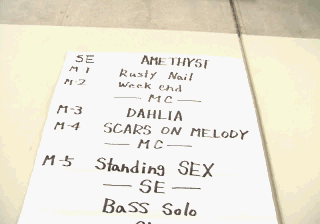 SE AMETHYST
M-1 Rusty Nail
M-2 Week end
— MC —
M-3 DAHLIA
M-4 SCARS ON MELODY
— MC —
M-5 Standing SEX
— SE —
Bass Solo